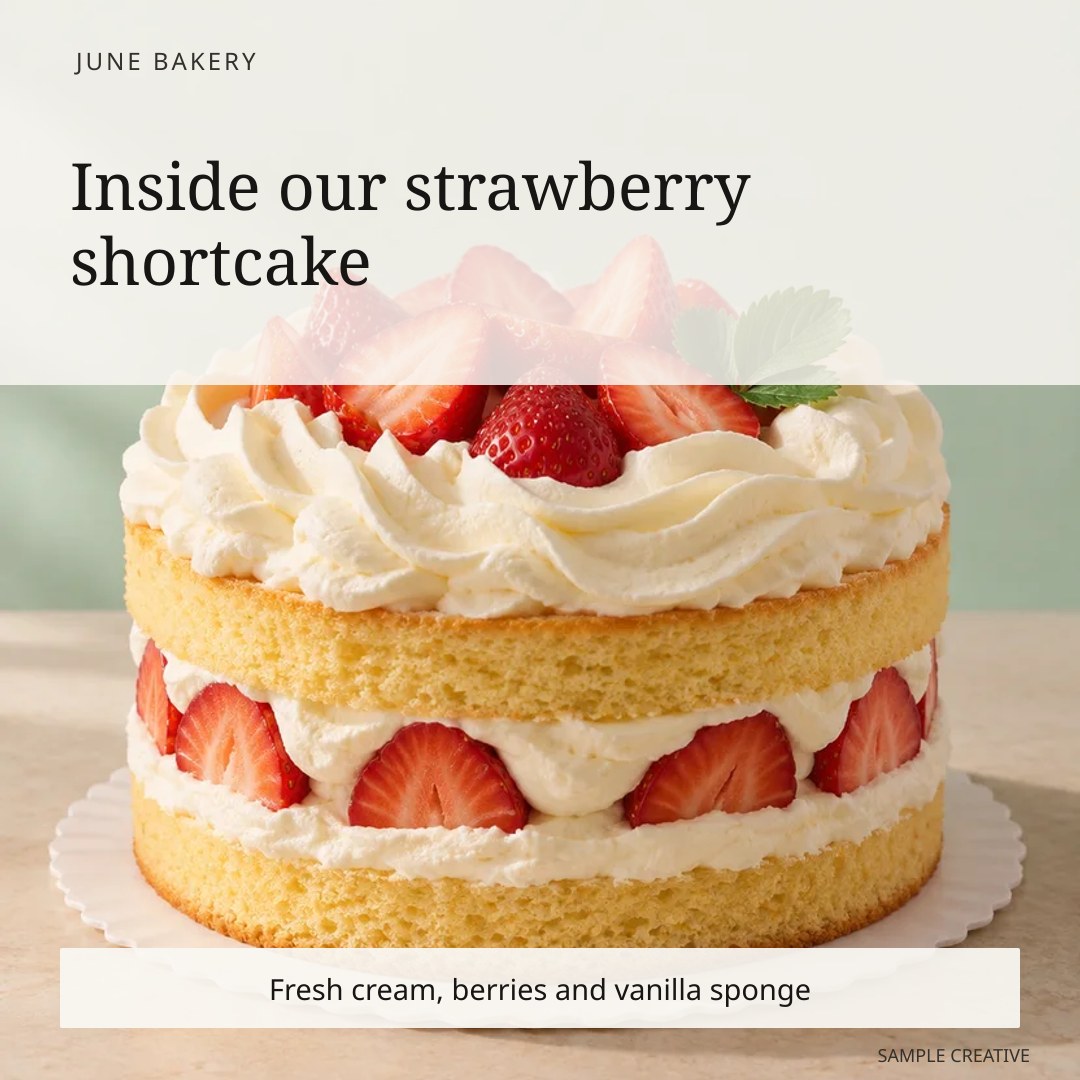 JUNE BAKERY
Inside our strawberry
shortcake
Fresh cream, berries and vanilla sponge
SAMPLE CREATIVE